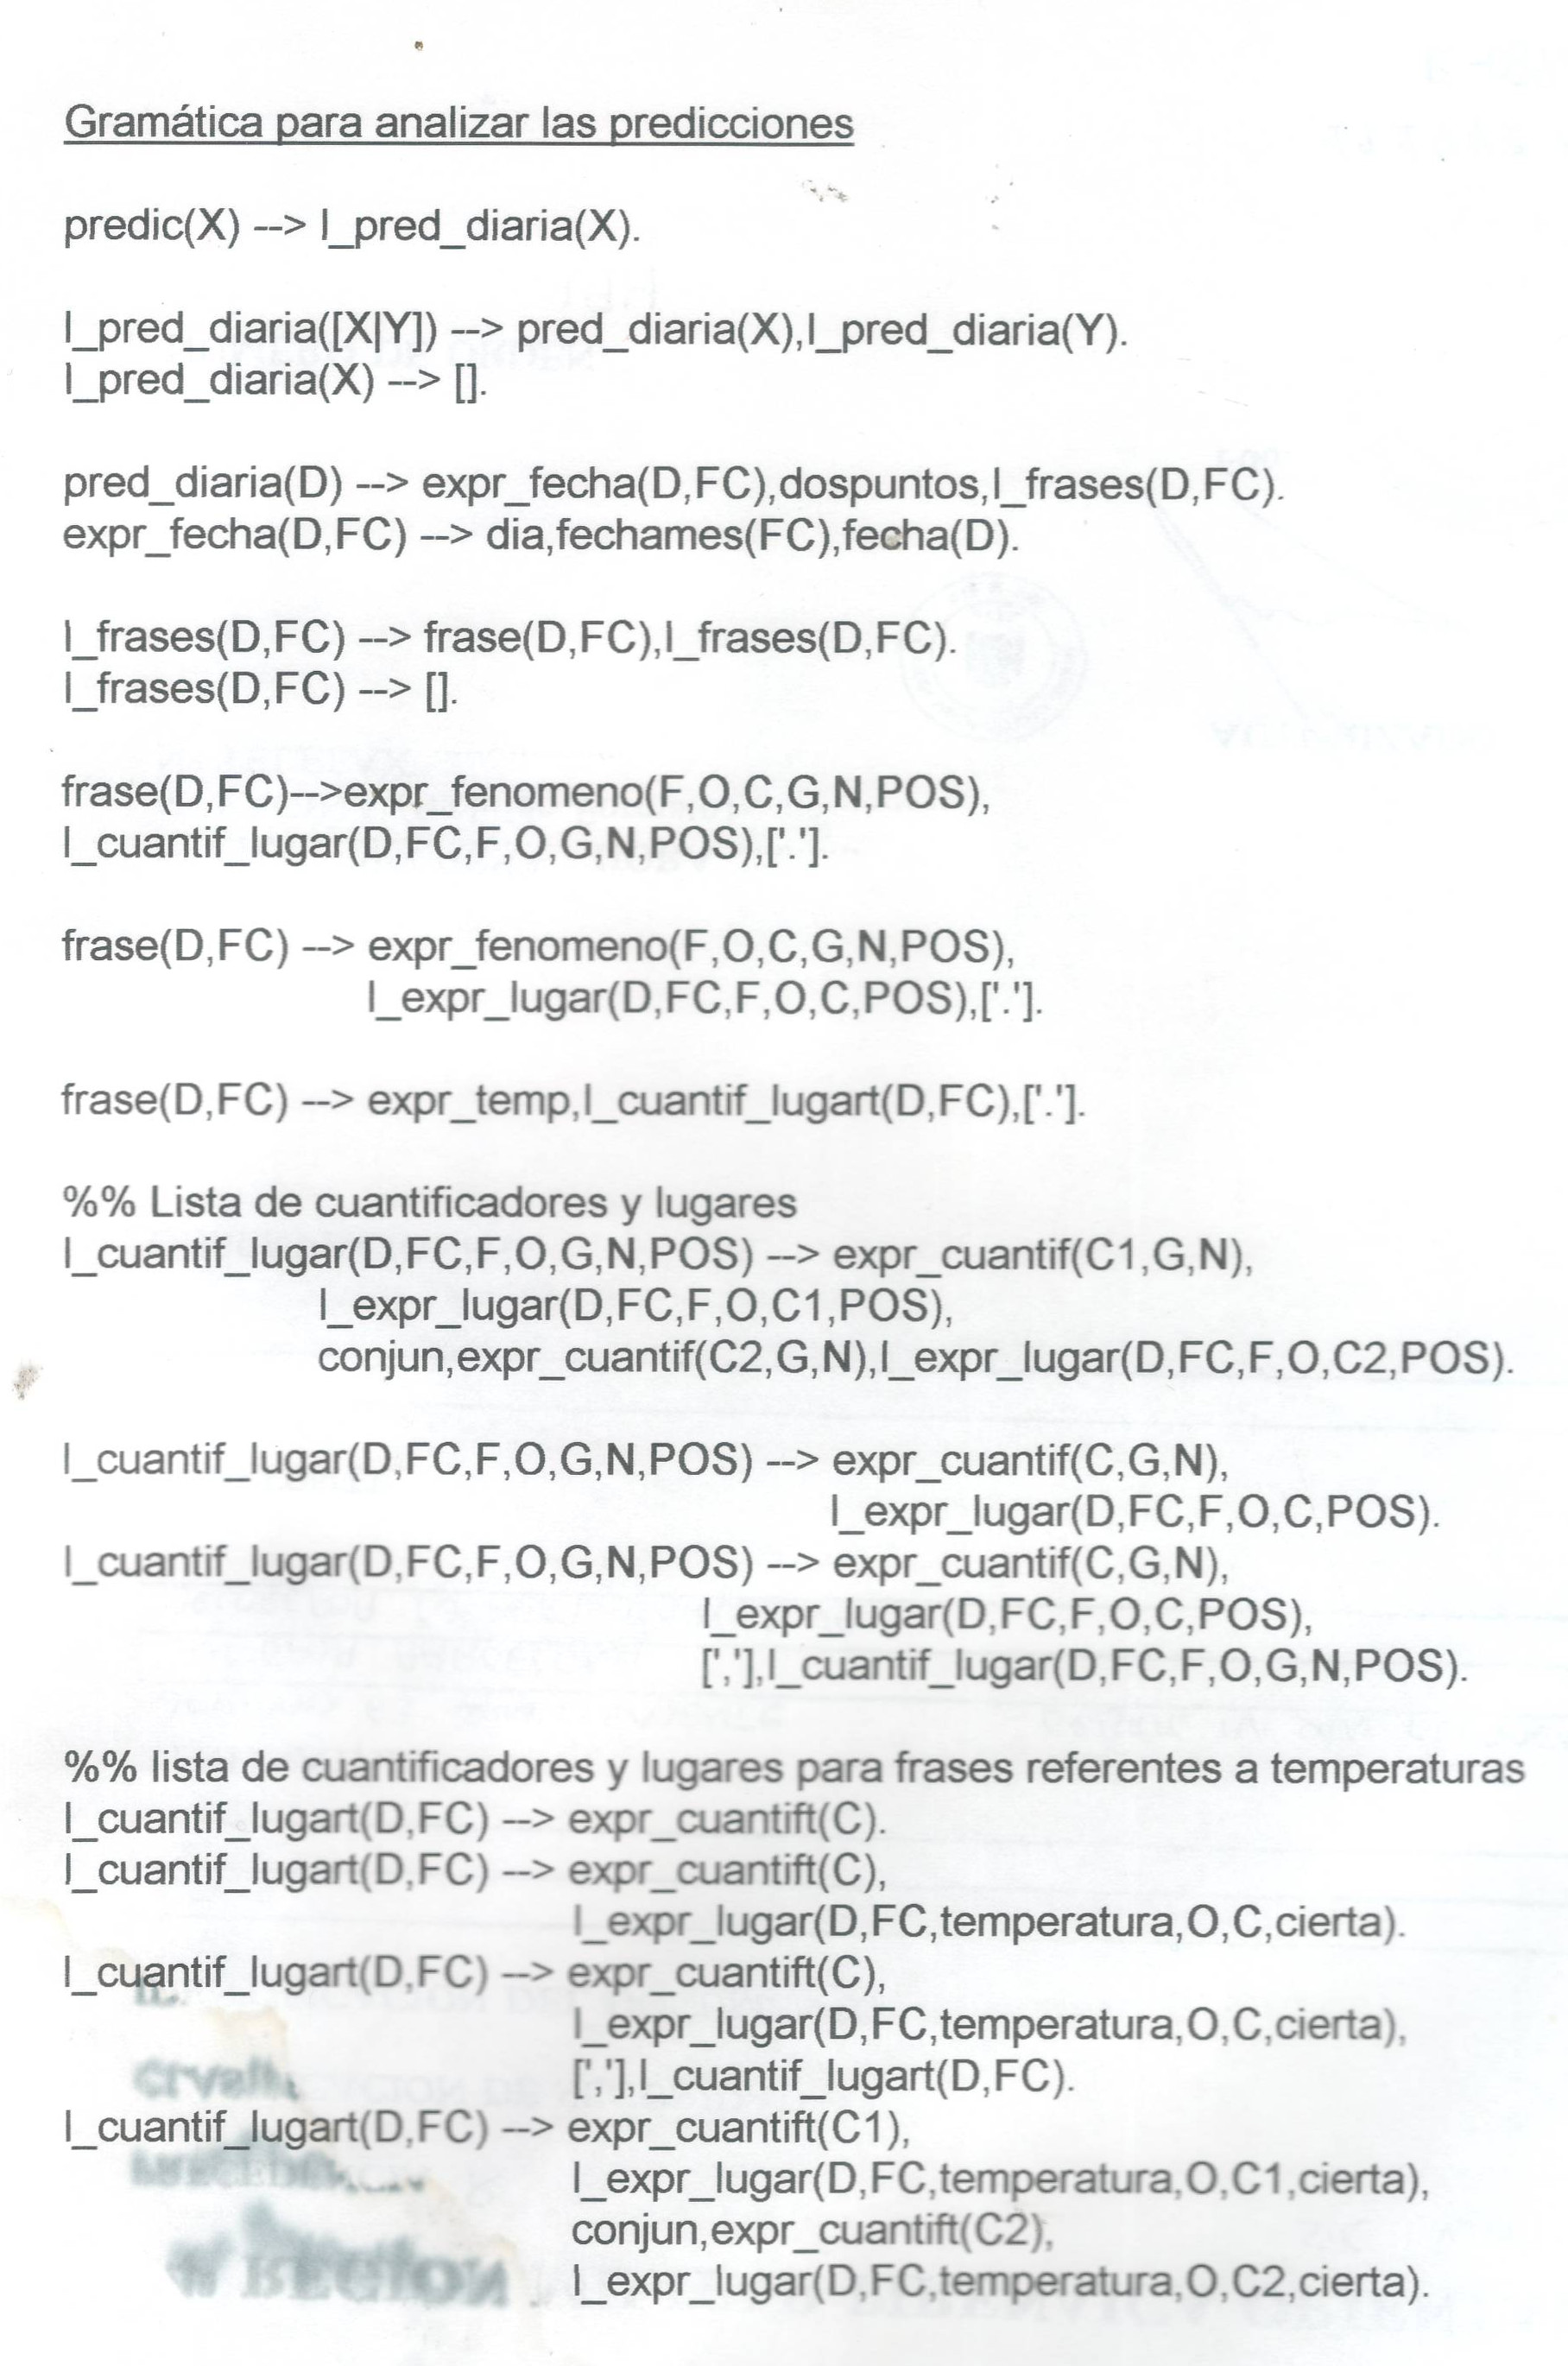 Gramática para analizar las predicciones
predic(X) --> l_pred_diaria(X).
l_pred_diaria([X|Y]) --> pred_diaria(X),l_pred_diaria(Y).
l_pred_diaria(X) --> [].
pred_diaria(D) --> expr_fecha(D,FC),dospuntos,l_frases(D,FC).
expr_fecha(D,FC) --> dia,fechames(FC),fecha(D).
l_frases(D,FC) --> frase(D,FC),l_frases(D,FC).
l_frases(D,FC) --> [].
frase(D,FC)-->expr_fenomeno(F,O,C,G,N,POS),
l_cuantif_lugar(D,FC,F,O,G,N,POS),['.'].
frase(D,FC) --> expr_fenomeno(F,O,C,G,N,POS),
l_expr_lugar(D,FC,F,O,C,POS),['.'].
frase(D,FC) --> expr_temp,l_cuantif_lugart(D,FC),['.'].
%% Lista de cuantificadores y lugares
l_cuantif_lugar(D,FC,F,O,G,N,POS) --> expr_cuantif(C1,G,N),
l_expr_lugar(D,FC,F,O,C1,POS),
conjun,expr_cuantif(C2,G,N),l_expr_lugar(D,FC,F,O,C2,POS).
l_cuantif_lugar(D,FC,F,O,G,N,POS) --> expr_cuantif(C,G,N),
l_expr_lugar(D,FC,F,O,C,POS).
l_cuantif_lugar(D,FC,F,O,G,N,POS) --> expr_cuantif(C,G,N),
l_expr_lugar(D,FC,F,O,C,POS),
[','],l_cuantif_lugar(D,FC,F,O,G,N,POS).
%% lista de cuantificadores y lugares para frases referentes a temperaturas
l_cuantif_lugart(D,FC) --> expr_cuantift(C).
l_cuantif_lugart(D,FC) --> expr_cuantift(C),
l_expr_lugar(D,FC,temperatura,O,C,cierta).
l_cuantif_lugart(D,FC) --> expr_cuantift(C),
l_expr_lugar(D,FC,temperatura,O,C,cierta),
[','],l_cuantif_lugart(D,FC).
l_cuantif_lugart(D,FC) --> expr_cuantift(C1),
l_expr_lugar(D,FC,temperatura,O,C1,cierta),
conjun,expr_cuantift(C2),
l_expr_lugar(D,FC,temperatura,O,C2,cierta).